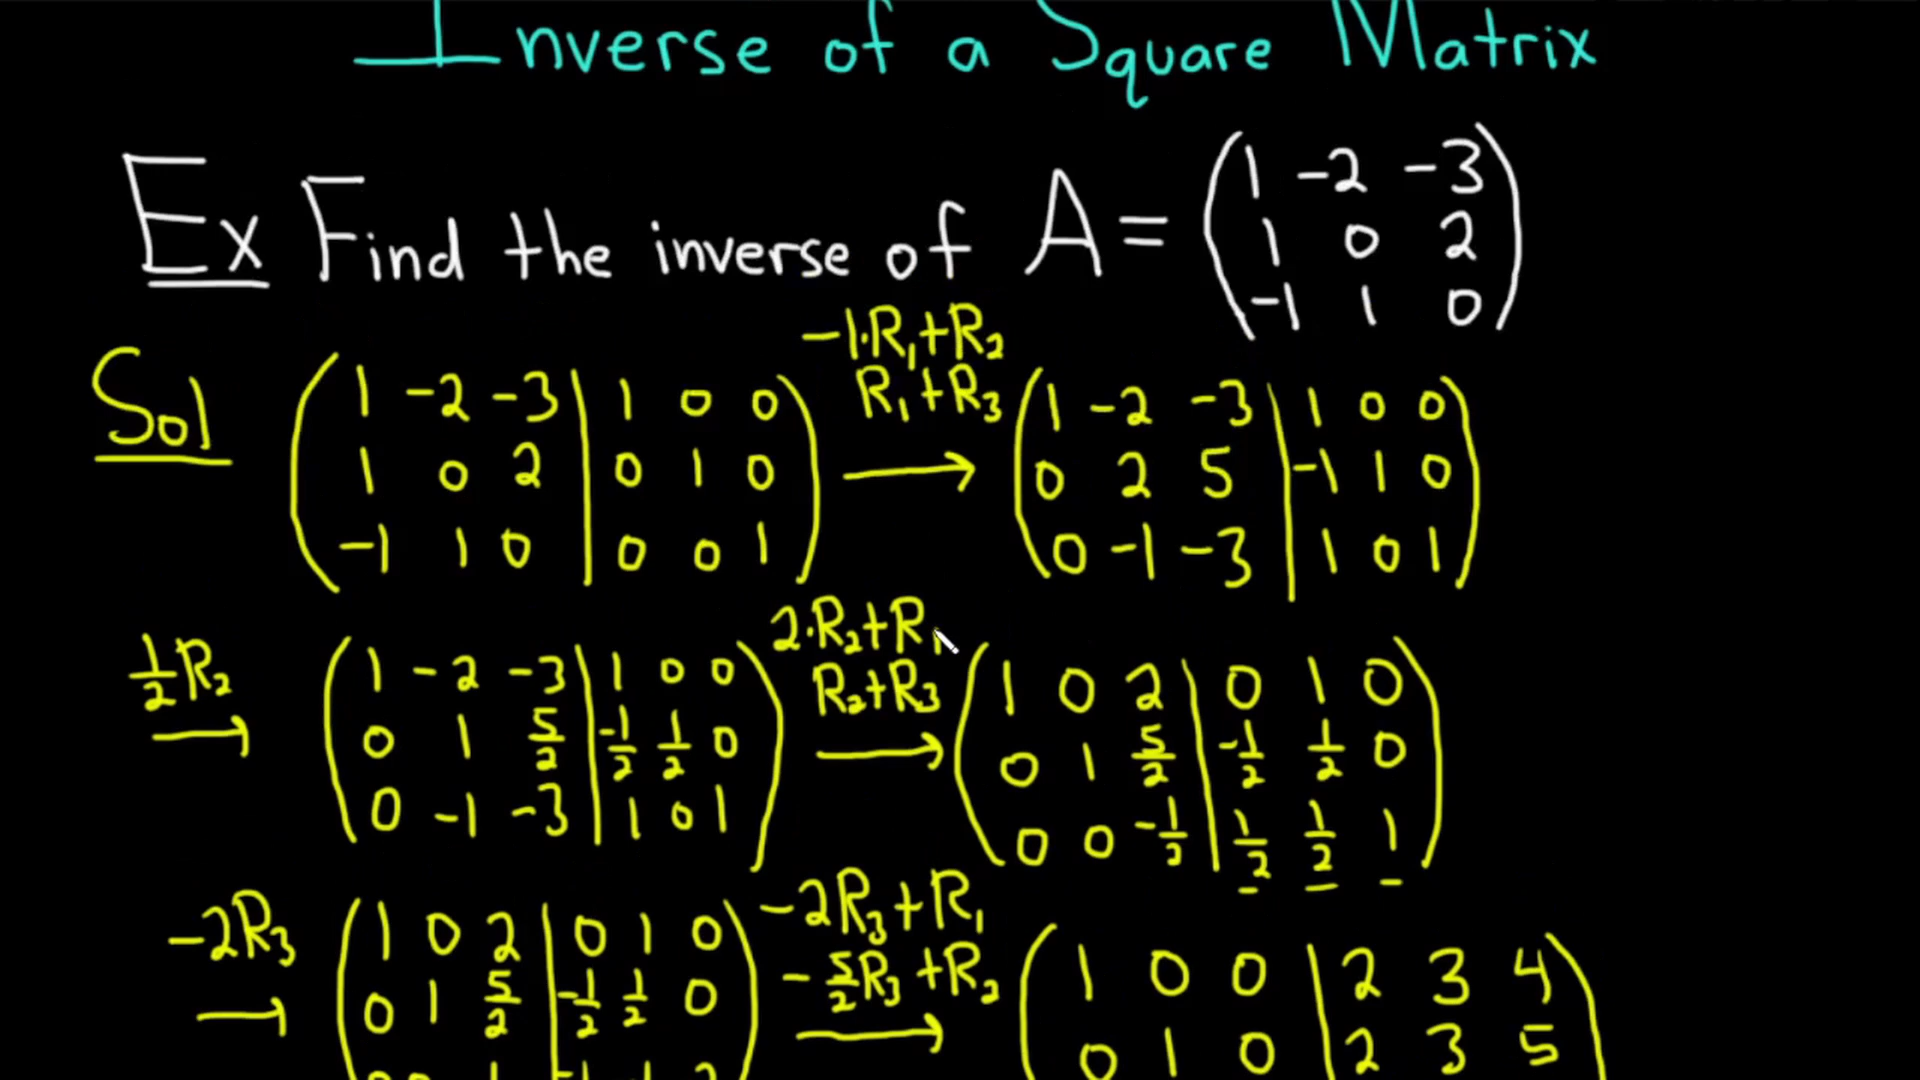 Inverse of a Square Matrix
Ex Find the inverse of A = (1 -2 -3
1 0 2
-1 1 0)
Sol (1 -2 -3 | 1 0 0
1 0 2 | 0 1 0
-1 1 0 | 0 0 1)
-1·R₁+R₂
R₁+R₃
→
(1 -2 -3 | 1 0 0
0 2 5 | -1 1 0
0 -1 -3 | 1 0 1)
½R₂
→
(1 -2 -3 | 1 0 0
0 1 5/2 | -1/2 1/2 0
0 -1 -3 | 1 0 1)
2·R₂+R₁
R₂+R₃
→
(1 0 2 | 0 1 0
0 1 5/2 | -1/2 1/2 0
0 0 -1/2 | 1/2 1/2 1)
-2R₃
→
(1 0 2 | 0 1 0
0 1 5/2 | -1/2 1/2 0
-2R₃+R₁
-5/2R₃+R₂
→
(1 0 0 | 2 3 4
0 1 0 | 2 3 5